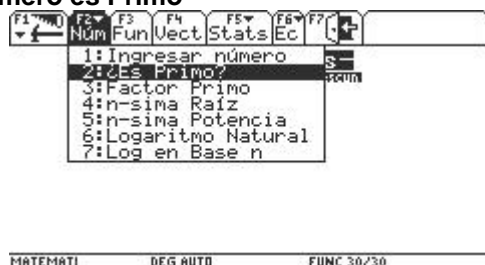 mero es Primo
F1 F2 F3 F4 F5 F6 F7
Núm Fun Vect Stats Ec
1:Ingresar número
2:¿Es Primo?
3:Factor Primo
4:n-sima Raíz
5:n-sima Potencia
6:Logaritmo Natural
7:Log en Base n
MATEMATI DEG AUTO FUNC 30/30